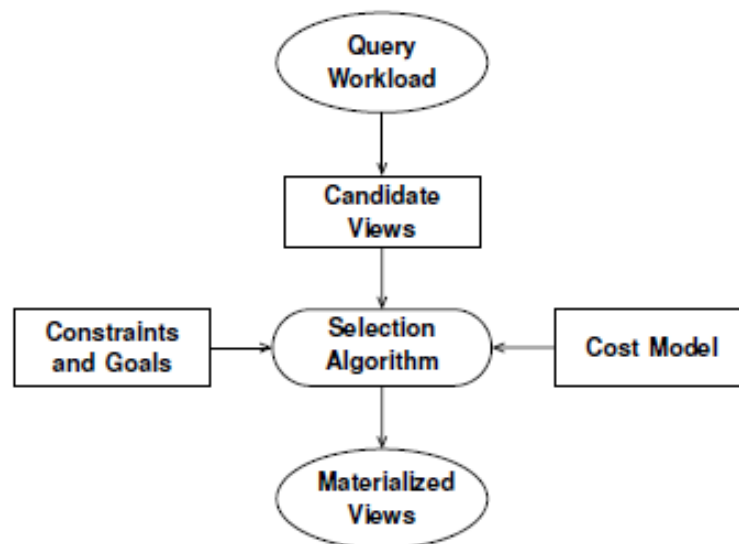 Query
Workload
Candidate
Views
Constraints
and Goals
Selection
Algorithm
Cost Model
Materialized
Views